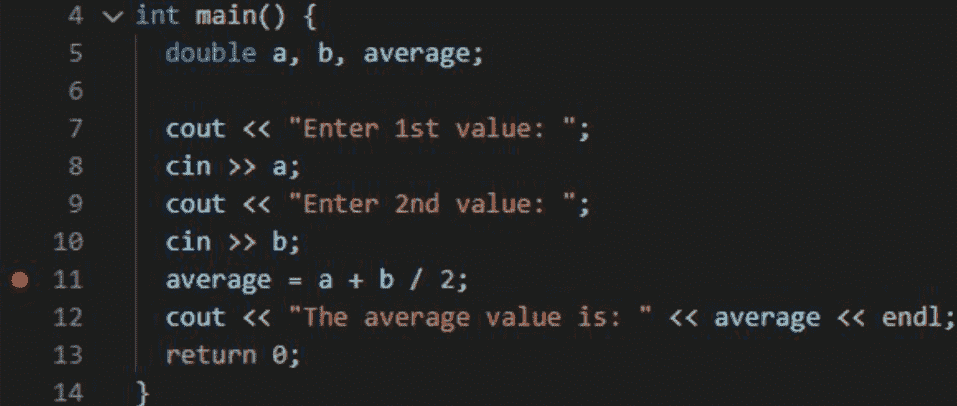 4 int main() {
5 double a, b, average;
6
7 cout << "Enter 1st value: ";
8 cin >> a;
9 cout << "Enter 2nd value: ";
10 cin >> b;
11 average = a + b / 2;
12 cout << "The average value is: " << average << endl;
13 return 0;
14 }